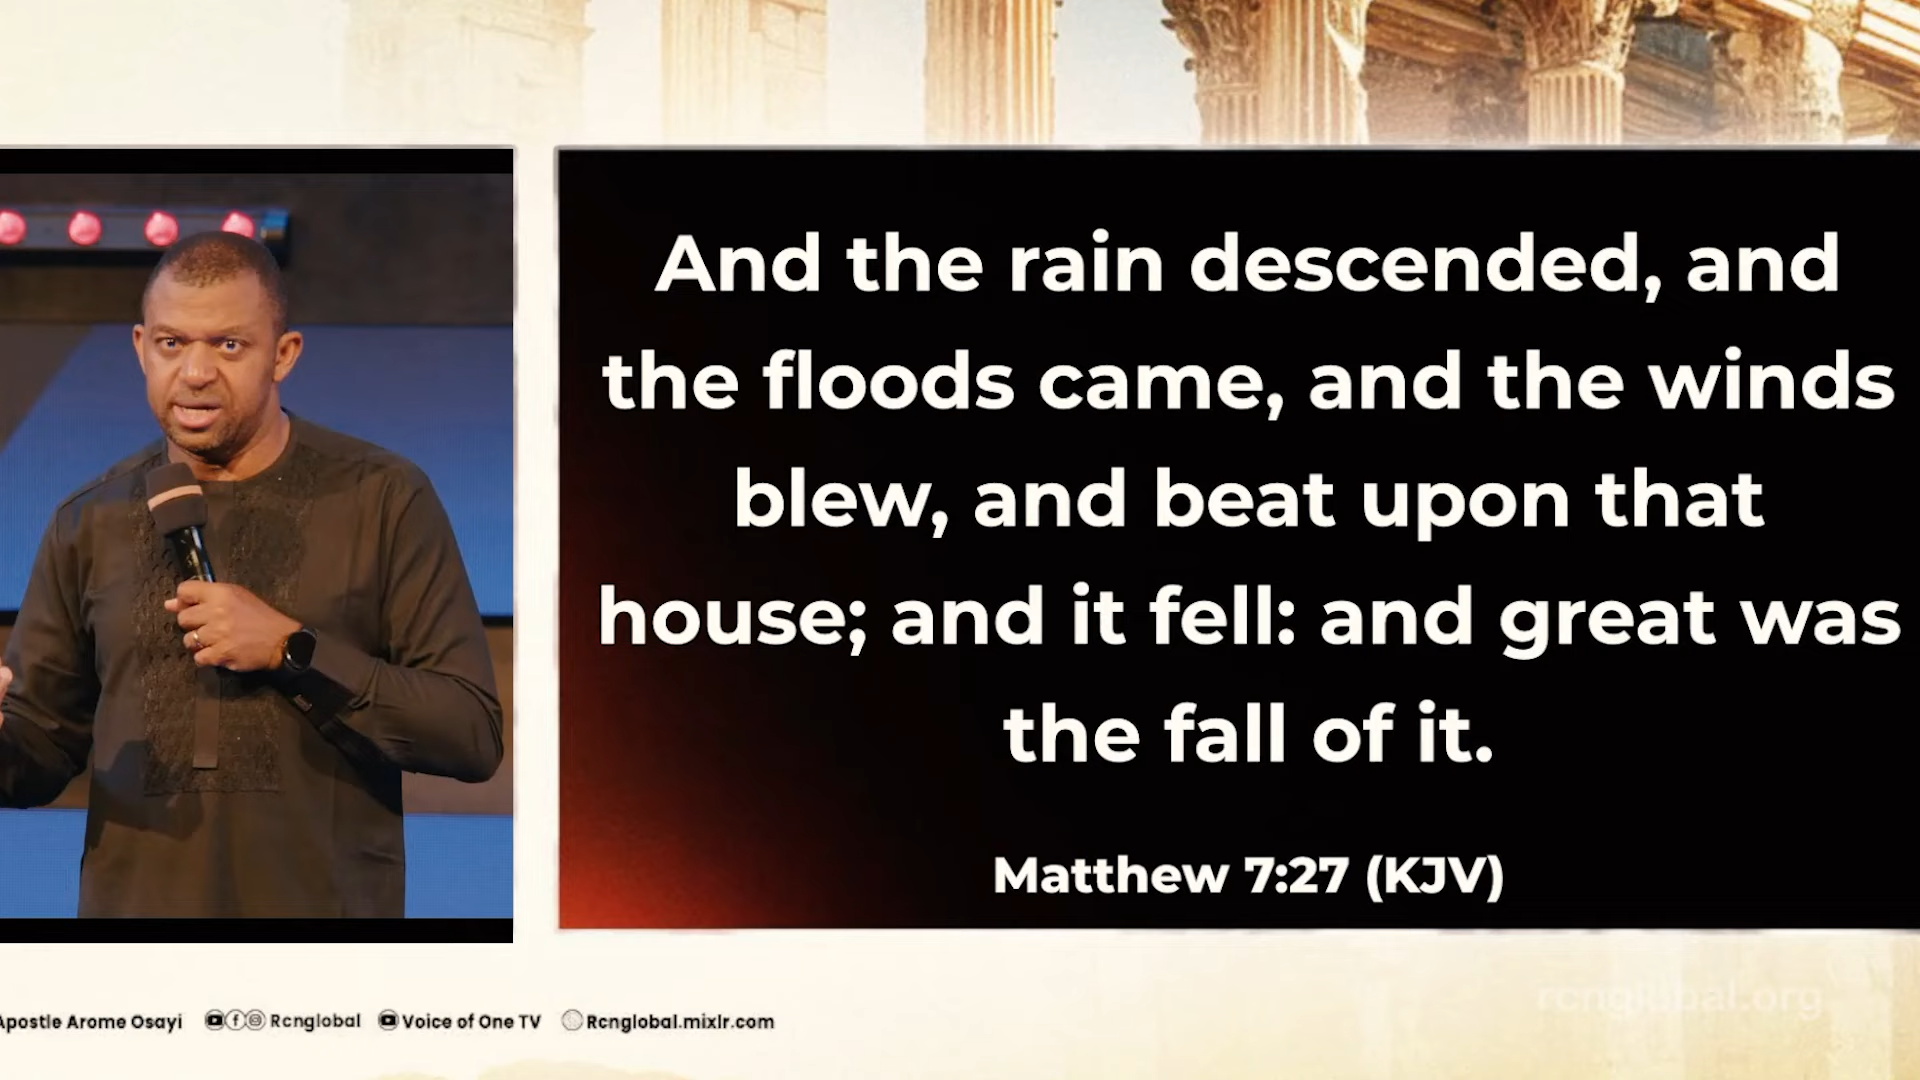 And the rain descended, and
the floods came, and the winds
blew, and beat upon that
house; and it fell: and great was
the fall of it.
Matthew 7:27 (KJV)
Apostle Arome Osayi Rcnglobal Voice of One TV Rcnglobal.mixlr.com
rcnglobal.org